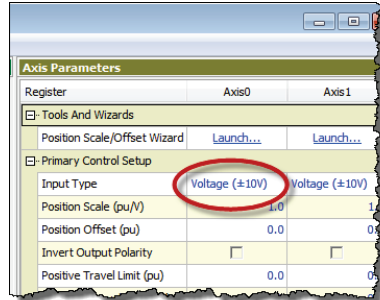 Axis Parameters
Register Axis0 Axis1
Tools And Wizards
Position Scale/Offset Wizard Launch... Launch...
Primary Control Setup
Input Type Voltage (±10V) Voltage (±10V)
Position Scale (pu/V) 1.0 1.
Position Offset (pu) 0.0 0.
Invert Output Polarity
Positive Travel Limit (pu) 0.0 0.